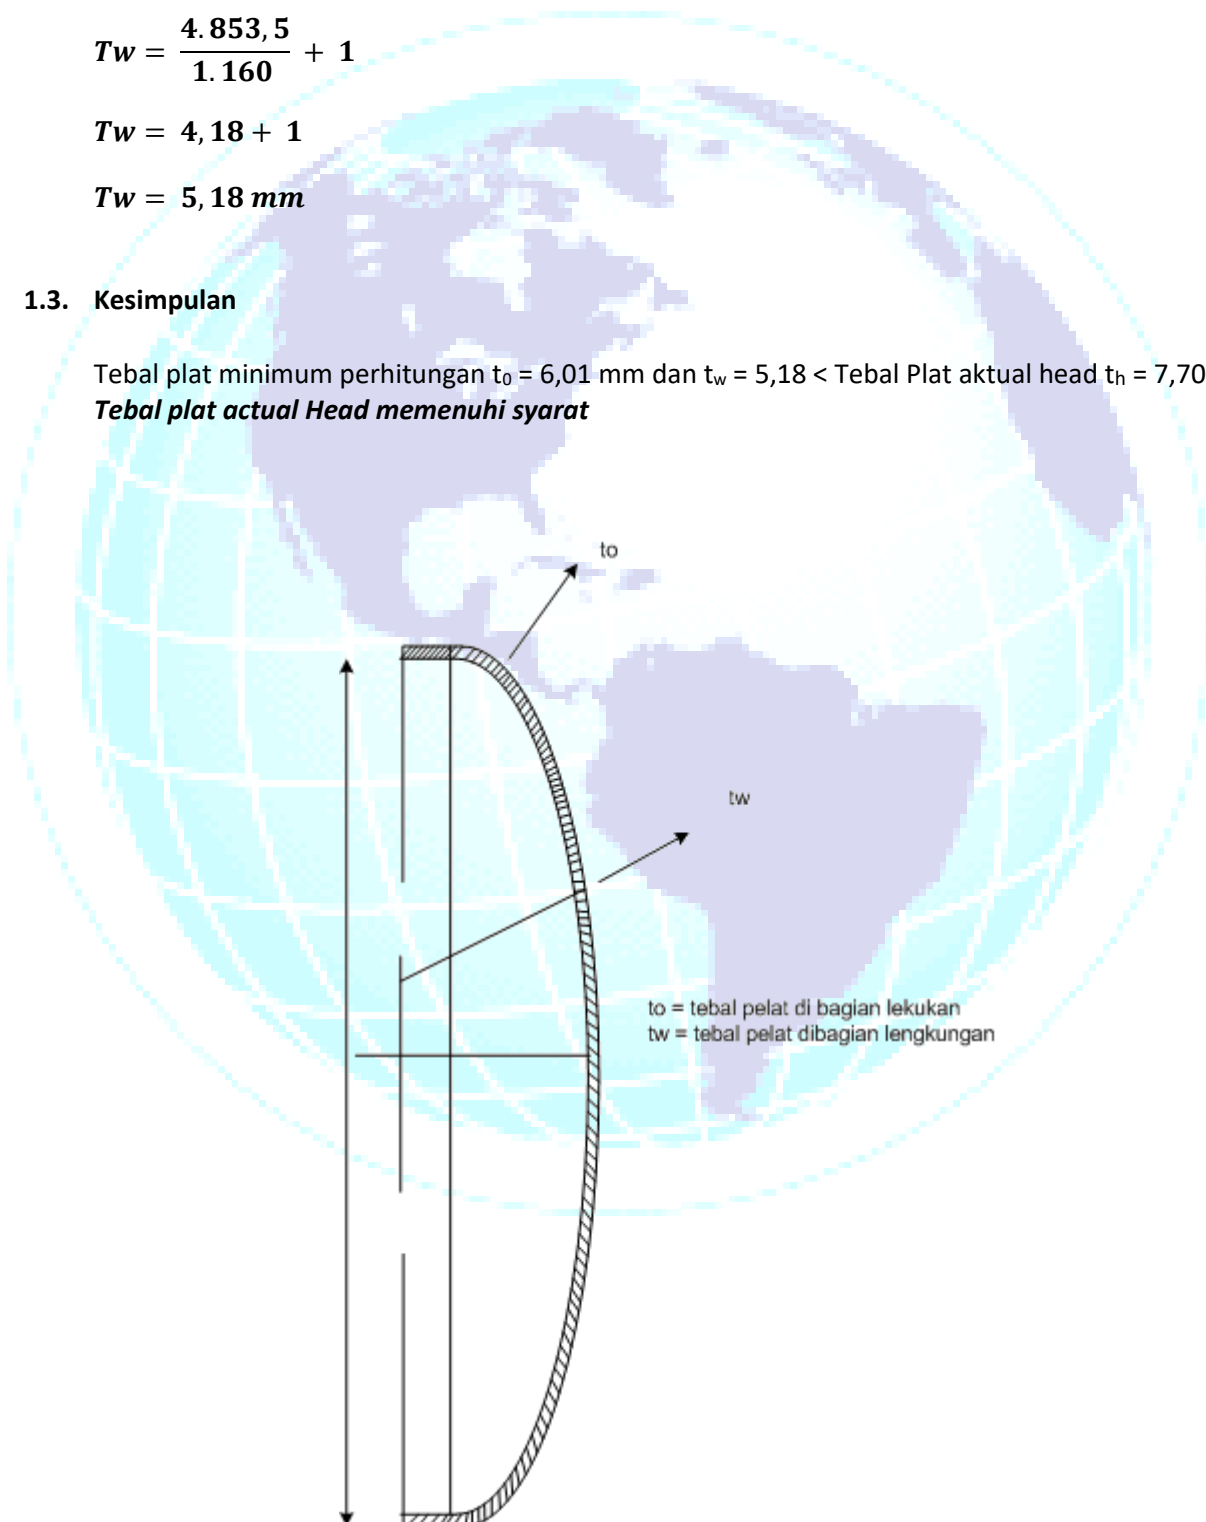 Tw = 4.853,5 / 1.160 + 1
Tw = 4,18 + 1
Tw = 5,18 mm
1.3. Kesimpulan
Tebal plat minimum perhitungan t₀ = 6,01 mm dan tw = 5,18 < Tebal Plat aktual head th = 7,70
Tebal plat actual Head memenuhi syarat
to
tw
to = tebal pelat di bagian lekukan
tw = tebal pelat dibagian lengkungan